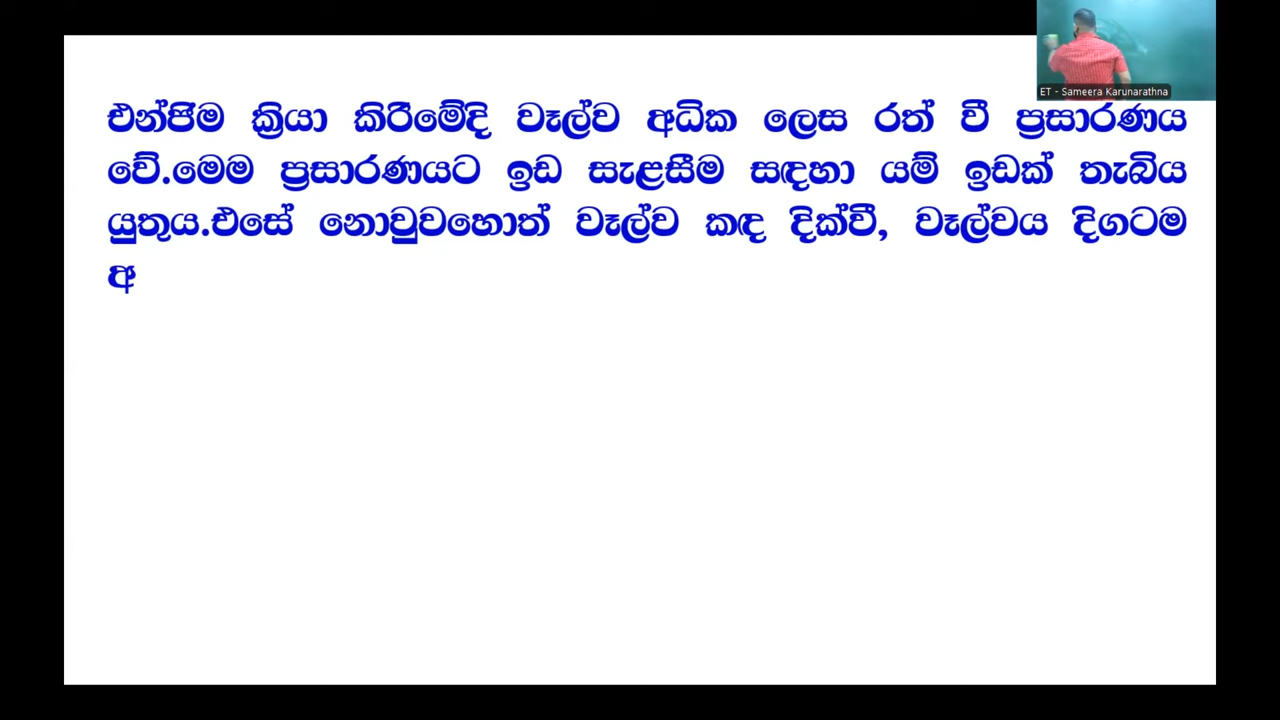 ET - Sameera Karunarathna
එන්ජිම ක්‍රියා කිරීමේදි වෑල්ව අධික ලෙස රත් වී ප්‍රසාරණය
වේ.මෙම ප්‍රසාරණයට ඉඩ සැළසීම සඳහා යම් ඉඩක් තැබිය
යුතුය.එසේ නොවුවහොත් වෑල්ව කඳ දික්වී, වෑල්වය දිගටම
අ